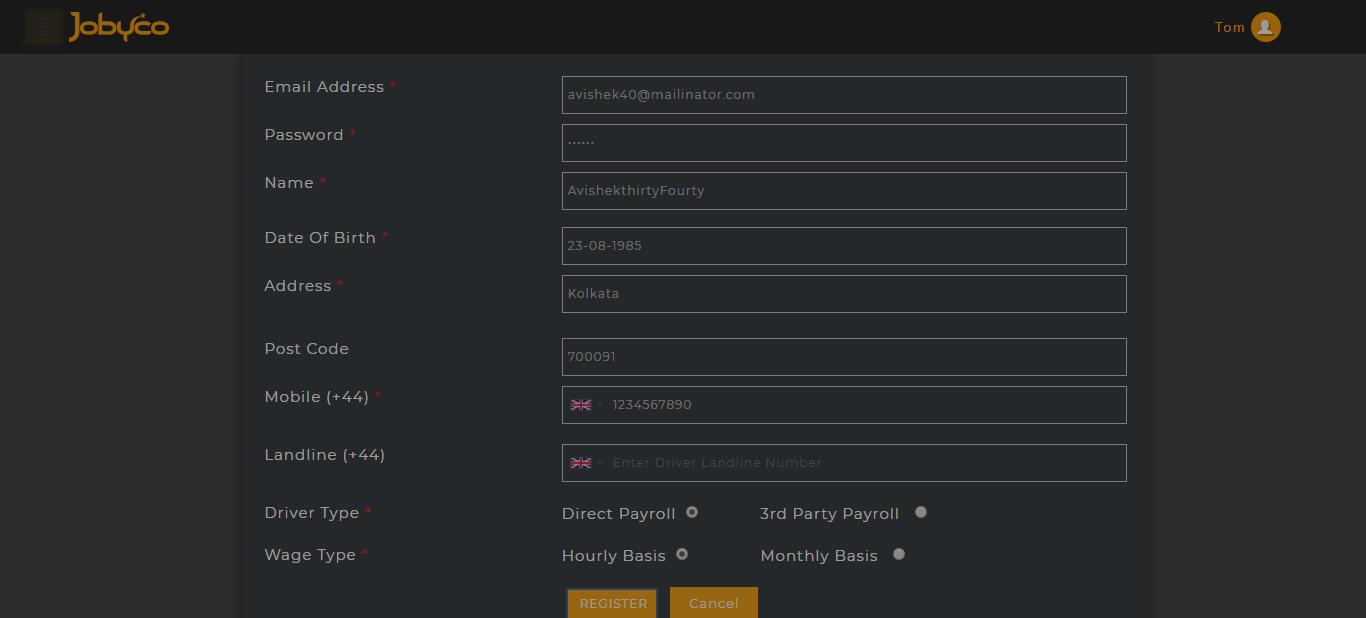 Jobyco
Tom
Email Address *
avishek40@mailinator.com
Password *
······
Name *
AvishekthirtyFourty
Date Of Birth *
23-08-1985
Address *
Kolkata
Post Code
700091
Mobile (+44) *
1234567890
Landline (+44)
Enter Driver Landline Number
Driver Type *
Direct Payroll 3rd Party Payroll
Wage Type *
Hourly Basis Monthly Basis
REGISTER Cancel